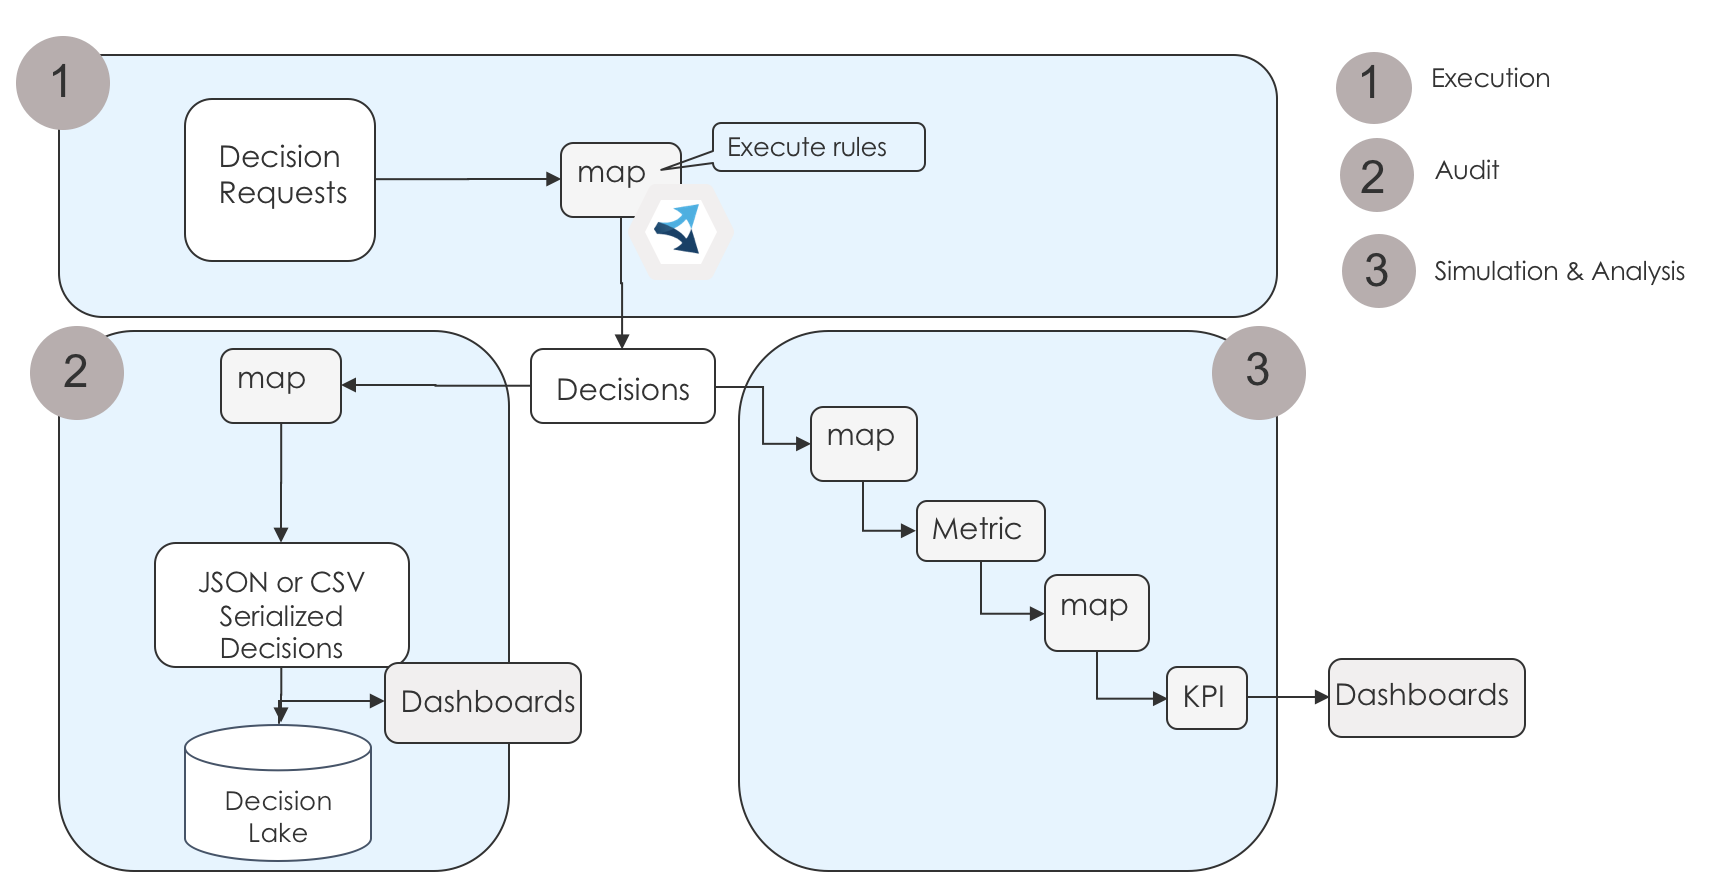 1
Decision
Requests
map
Execute rules
1
Execution
2
Audit
3
Simulation & Analysis
2
map
Decisions
JSON or CSV
Serialized
Decisions
Dashboards
Decision
Lake
3
map
Metric
map
KPI
Dashboards